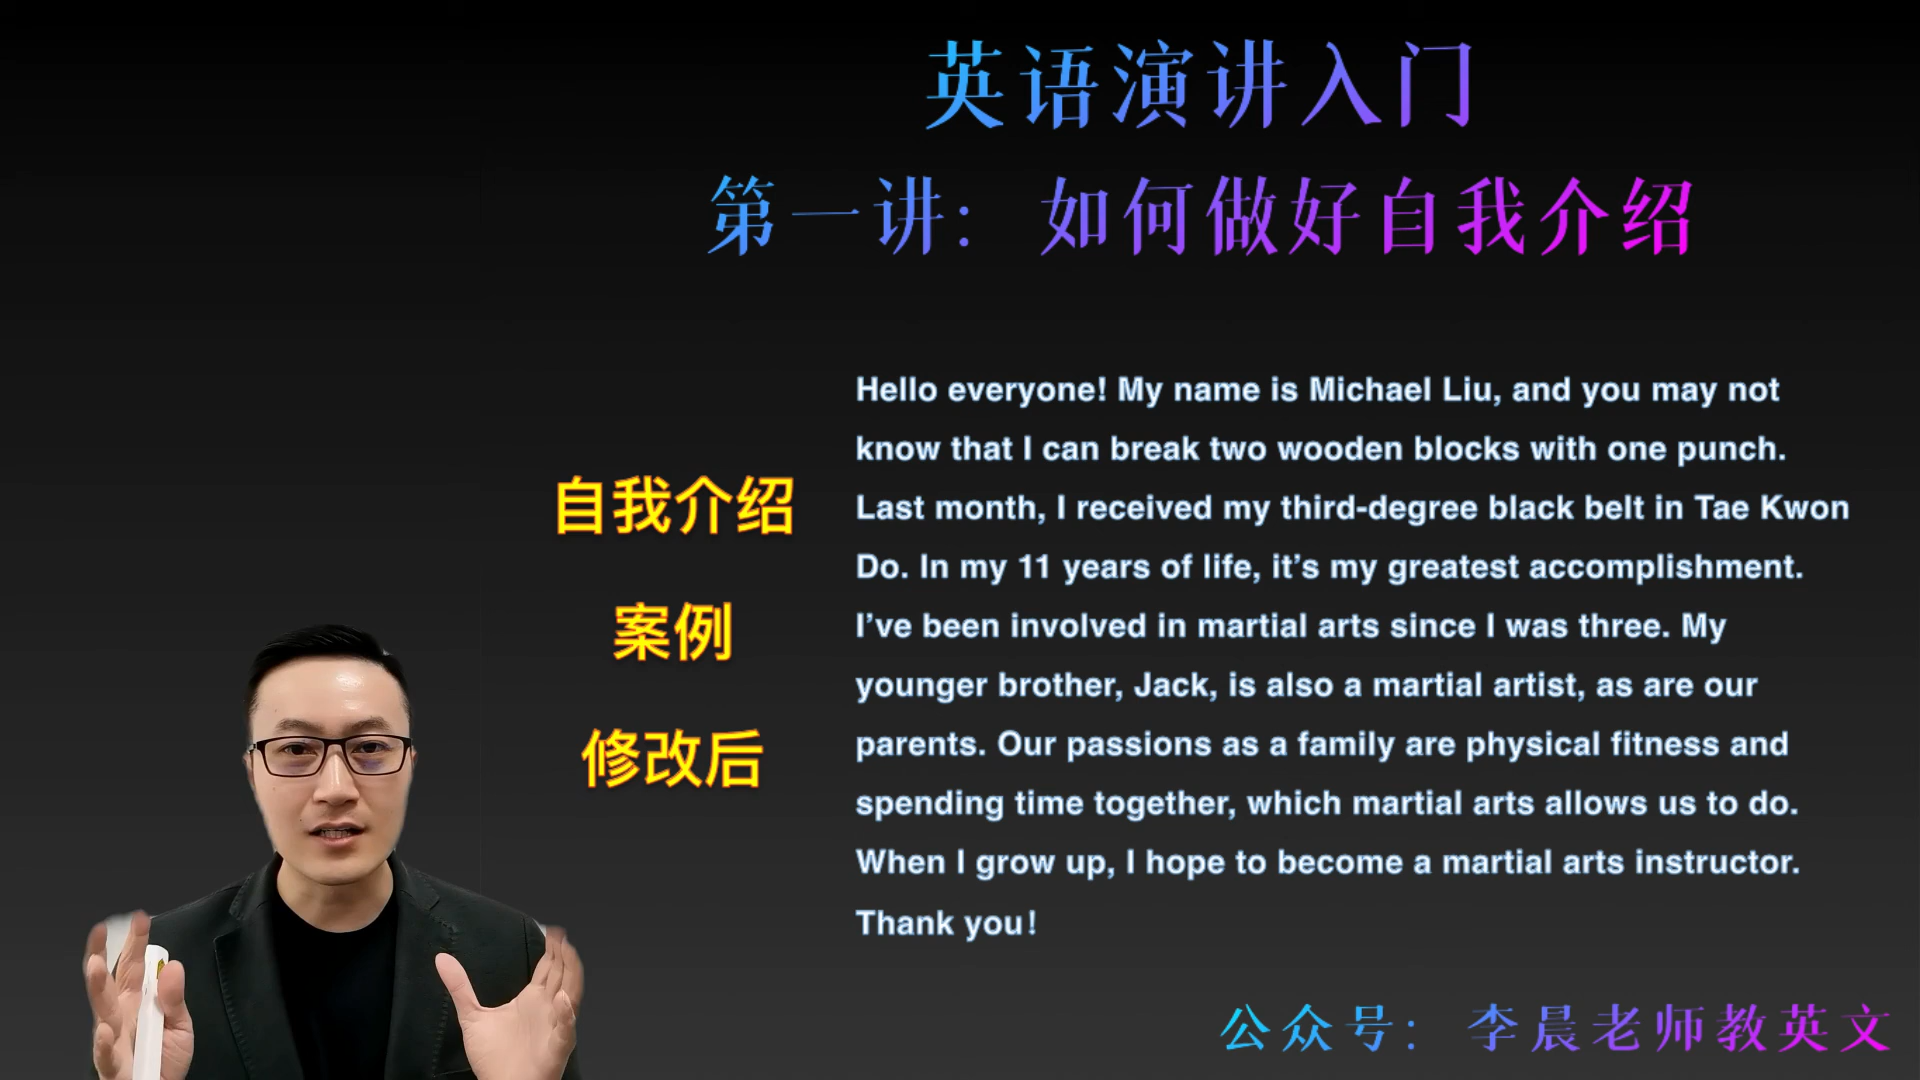 英语演讲入门
第一讲：如何做好自我介绍
自我介绍
案例
修改后
Hello everyone! My name is Michael Liu, and you may not
know that I can break two wooden blocks with one punch.
Last month, I received my third-degree black belt in Tae Kwon
Do. In my 11 years of life, it’s my greatest accomplishment.
I’ve been involved in martial arts since I was three. My
younger brother, Jack, is also a martial artist, as are our
parents. Our passions as a family are physical fitness and
spending time together, which martial arts allows us to do.
When I grow up, I hope to become a martial arts instructor.
Thank you!
公众号：李晨老师教英文